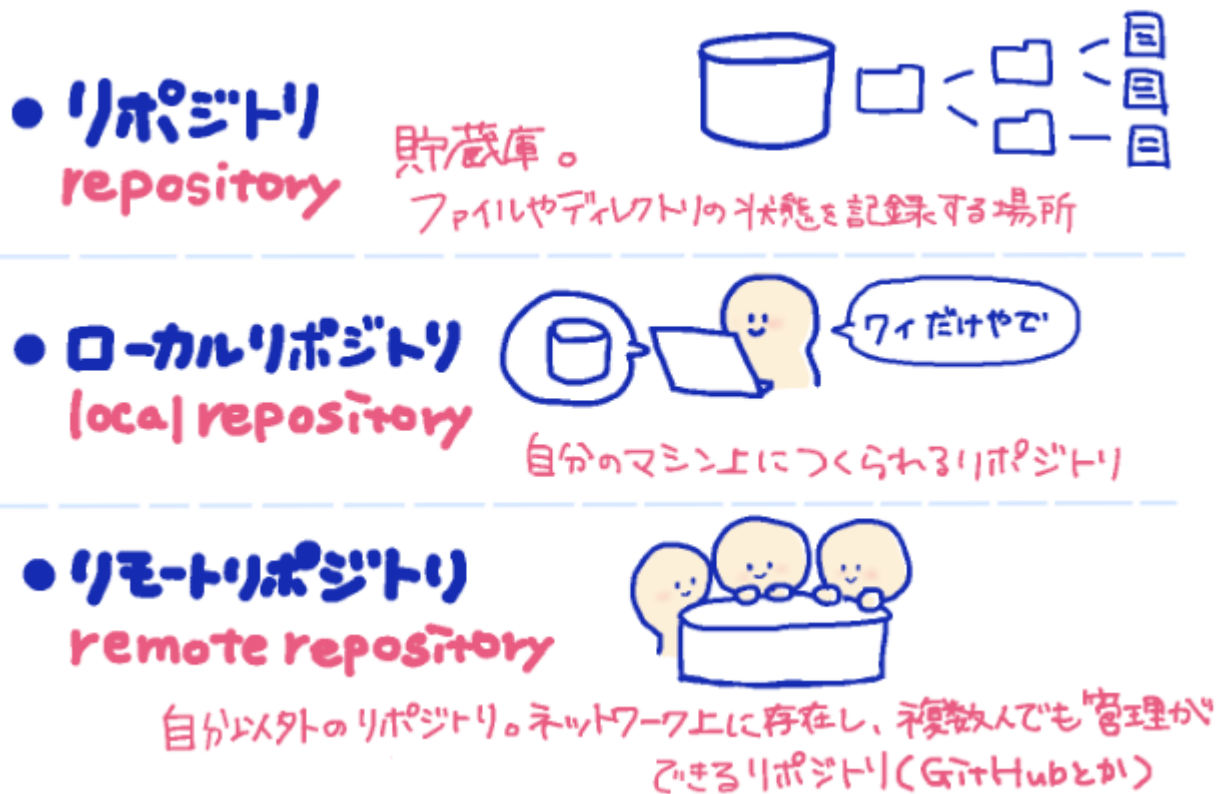 ● リポジトリ
repository
貯蔵庫。
ファイルやディレクトリの状態を記録する場所
● ローカルリポジトリ
local repository
ワイだけやで
自分のマシン上につくられるリポジトリ
● リモートリポジトリ
remote repository
自分以外のリポジトリ。ネットワーク上に存在し、複数人でも管理が
できるリポジトリ(GitHubとか)